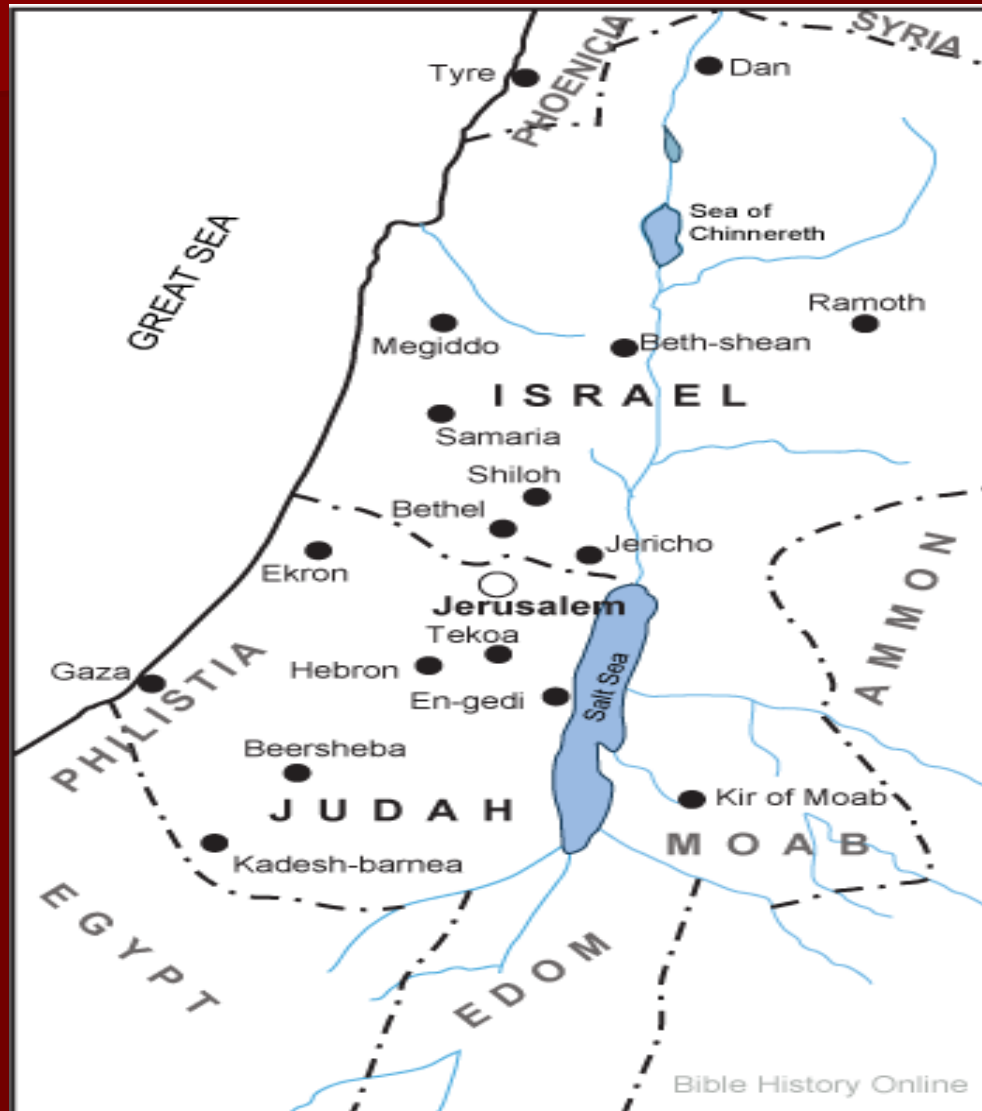 SYRIA
PHOENICIA
Tyre
Dan
Sea of
Chinnereth
GREAT SEA
Ramoth
Megiddo
Beth-shean
ISRAEL
Samaria
Shiloh
Bethel
Jericho
Ekron
AMMON
Jerusalem
Tekoa
Hebron
Gaza
Salt Sea
En-gedi
PHILISTIA
Beersheba
Kir of Moab
JUDAH
MOAB
Kadesh-barnea
EGYPT
EDOM
Bible History Online